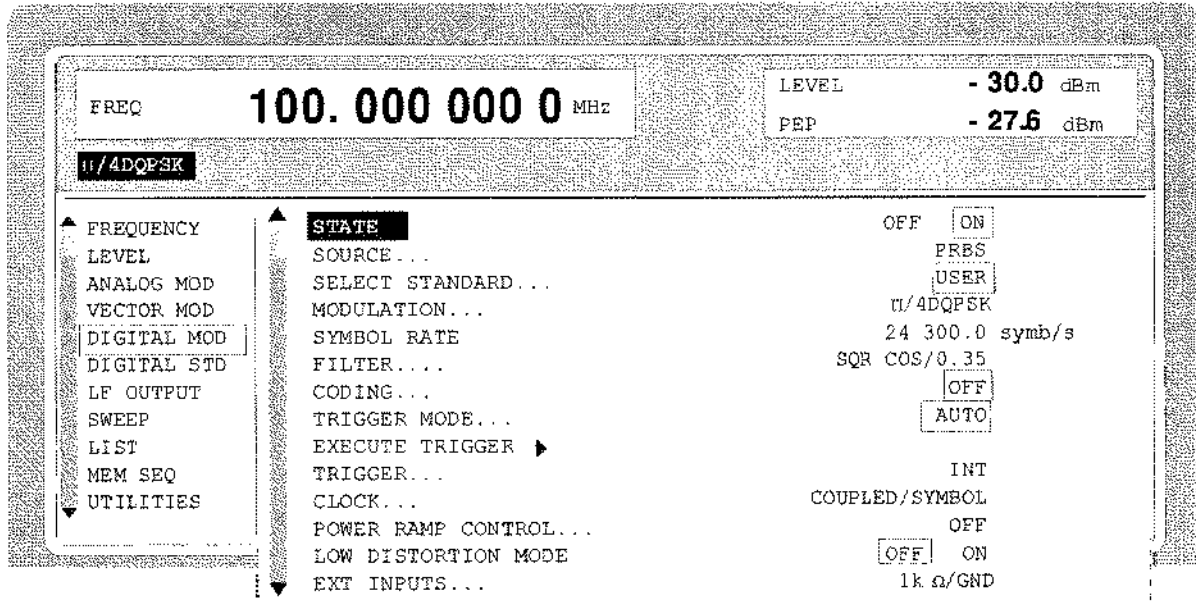 FREQ 100. 000 000 0 MHz
LEVEL - 30.0 dBm
PEP - 27.6 dBm
π/4DQPSK
FREQUENCY
LEVEL
ANALOG MOD
VECTOR MOD
DIGITAL MOD
DIGITAL STD
LF OUTPUT
SWEEP
LIST
MEM SEQ
UTILITIES
STATE OFF ON
SOURCE... PRBS
SELECT STANDARD... USER
MODULATION... π/4DQPSK
SYMBOL RATE 24 300.0 symb/s
FILTER.... SQR COS/0.35
CODING... OFF
TRIGGER MODE... AUTO
EXECUTE TRIGGER ▶
TRIGGER... INT
CLOCK... COUPLED/SYMBOL
POWER RAMP CONTROL... OFF
LOW DISTORTION MODE OFF ON
EXT INPUTS... 1k Ω/GND